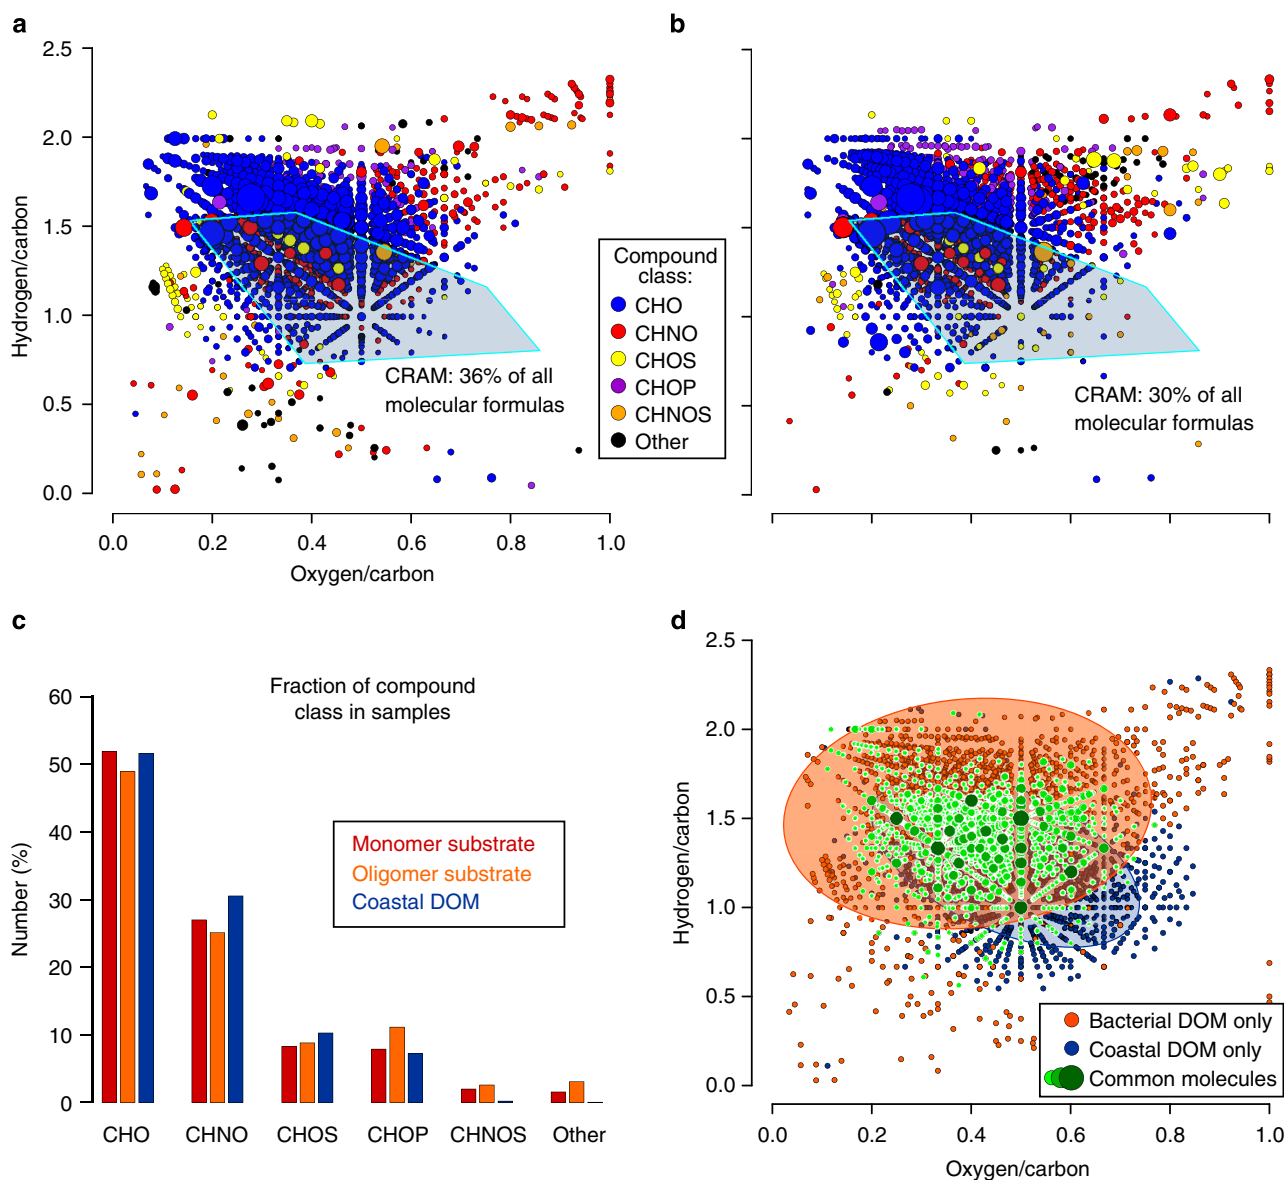 a
2.5
2.0
1.5
1.0
0.5
0.0
Hydrogen/carbon
0.0
0.2
0.4
0.6
0.8
1.0
Oxygen/carbon
CRAM: 36% of all
molecular formulas
Compound
class:
CHO
CHNO
CHOS
CHOP
CHNOS
Other
b
CRAM: 30% of all
molecular formulas
c
Fraction of compound
class in samples
60
50
40
30
20
10
0
Number (%)
Monomer substrate
Oligomer substrate
Coastal DOM
CHO
CHNO
CHOS
CHOP
CHNOS
Other
d
2.5
2.0
1.5
1.0
0.5
0.0
Hydrogen/carbon
Bacterial DOM only
Coastal DOM only
Common molecules
0.0
0.2
0.4
0.6
0.8
1.0
Oxygen/carbon